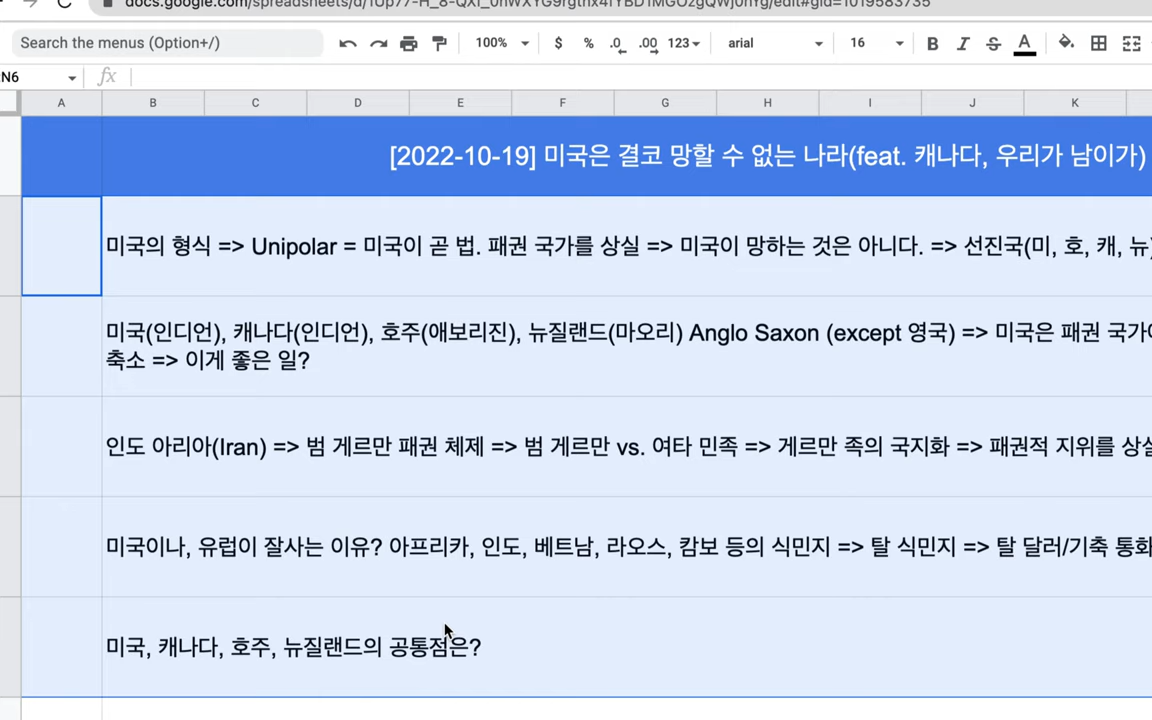 docs.google.com/spreadsheets/d/
Search the menus (Option+/)
100% $ % .0 .00 123 arial 16 B I S A
N6 fx
A B C D E F G H I J K
[2022-10-19] 미국은 결코 망할 수 없는 나라(feat. 캐나다, 우리가 남이가)
미국의 형식 => Unipolar = 미국이 곧 법. 패권 국가를 상실 => 미국이 망하는 것은 아니다. => 선진국(미, 호, 캐, 뉴)
미국(인디언), 캐나다(인디언), 호주(애보리진), 뉴질랜드(마오리) Anglo Saxon (except 영국) => 미국은 패권 국가
축소 => 이게 좋은 일?
인도 아리아(Iran) => 범 게르만 패권 체제 => 범 게르만 vs. 여타 민족 => 게르만 족의 국지화 => 패권적 지위를 상실
미국이나, 유럽이 잘사는 이유? 아프리카, 인도, 베트남, 라오스, 캄보 등의 식민지 => 탈 식민지 => 탈 달러/기축 통화
미국, 캐나다, 호주, 뉴질랜드의 공통점은?